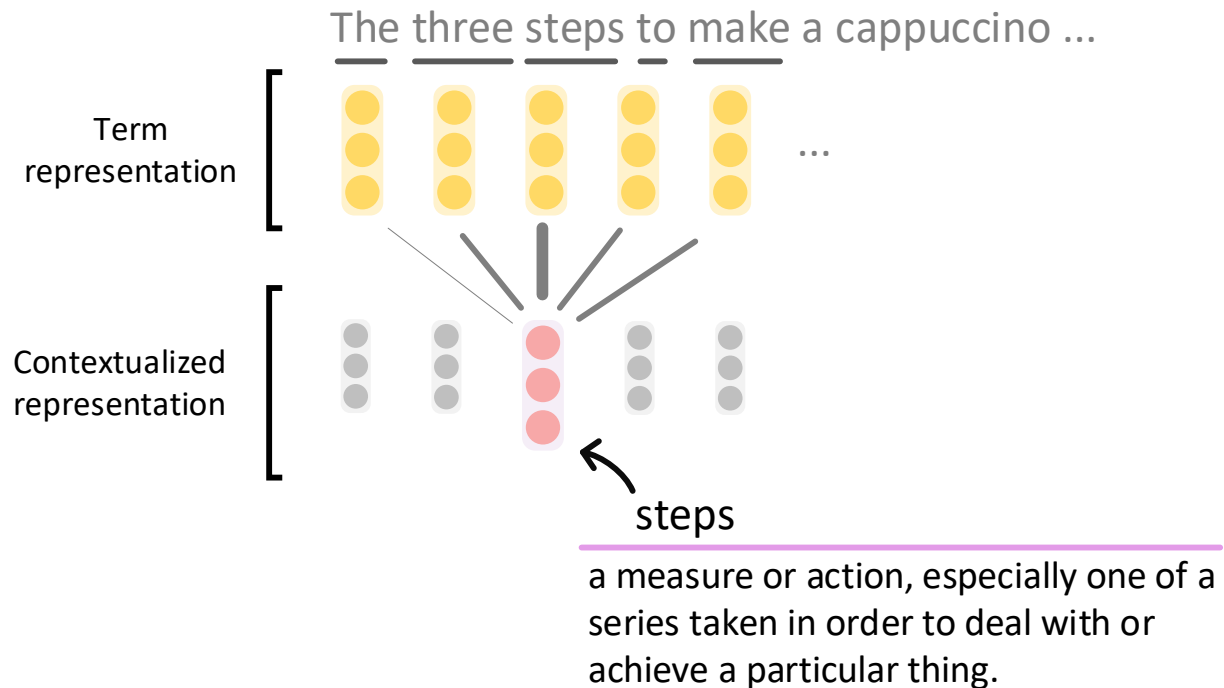 The three steps to make a cappuccino ...
Term
representation
...
Contextualized
representation
steps
a measure or action, especially one of a
series taken in order to deal with or
achieve a particular thing.